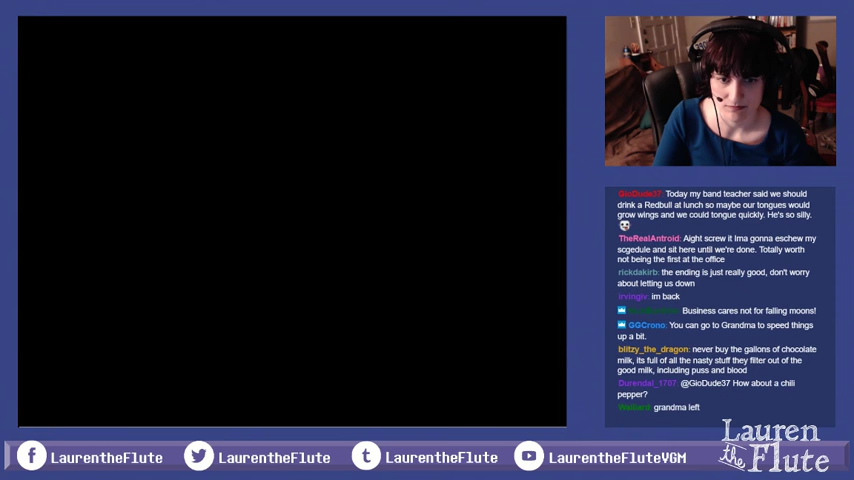 GioDude37: Today my band teacher said we should
drink a Redbull at lunch so maybe our tongues would
grow wings and we could tongue quickly. He's so silly.
TheRealAntroid: Aight screw it Ima gonna eschew my
scgedule and sit here until we're done. Totally worth
not being the first at the office
rickdakirb: the ending is just really good, don't worry
about letting us down
irvingiv: im back
Business cares not for falling moons!
GGCrono: You can go to Grandma to speed things
up a bit.
blitzy_the_dragon: never buy the gallons of chocolate
milk, its full of all the nasty stuff they filter out of the
good milk, including puss and blood
Durendal_1707: @GioDude37 How about a chili
pepper?
grandma left
Lauren
the Flute
LaurentheFlute
LaurentheFlute
LaurentheFlute
LaurentheFluteVGM